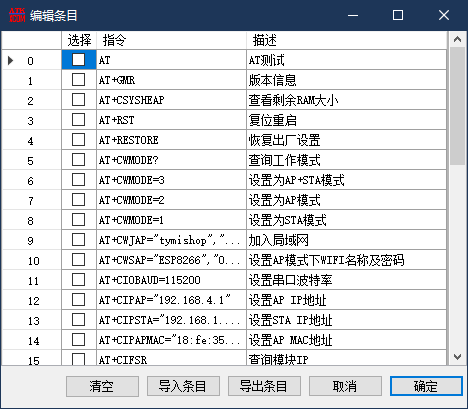 编辑条目
选择 指令 描述
0 AT AT测试
1 AT+GMR 版本信息
2 AT+CSYSHEAP 查看剩余RAM大小
3 AT+RST 复位重启
4 AT+RESTORE 恢复出厂设置
5 AT+CWMODE? 查询工作模式
6 AT+CWMODE=3 设置为AP+STA模式
7 AT+CWMODE=2 设置为AP模式
8 AT+CWMODE=1 设置为STA模式
9 AT+CWJAP="tymishop","... 加入局域网
10 AT+CWSAP="ESP8266","0... 设置AP模式下WIFI名称及密码
11 AT+CIOBAUD=115200 设置串口波特率
12 AT+CIPAP="192.168.4.1" 设置AP IP地址
13 AT+CIPSTA="192.168.1.... 设置STA IP地址
14 AT+CIPAPMAC="18:fe:35... 设置AP MAC地址
15 AT+CIFSR 查询模块IP
清空 导入条目 导出条目 取消 确定